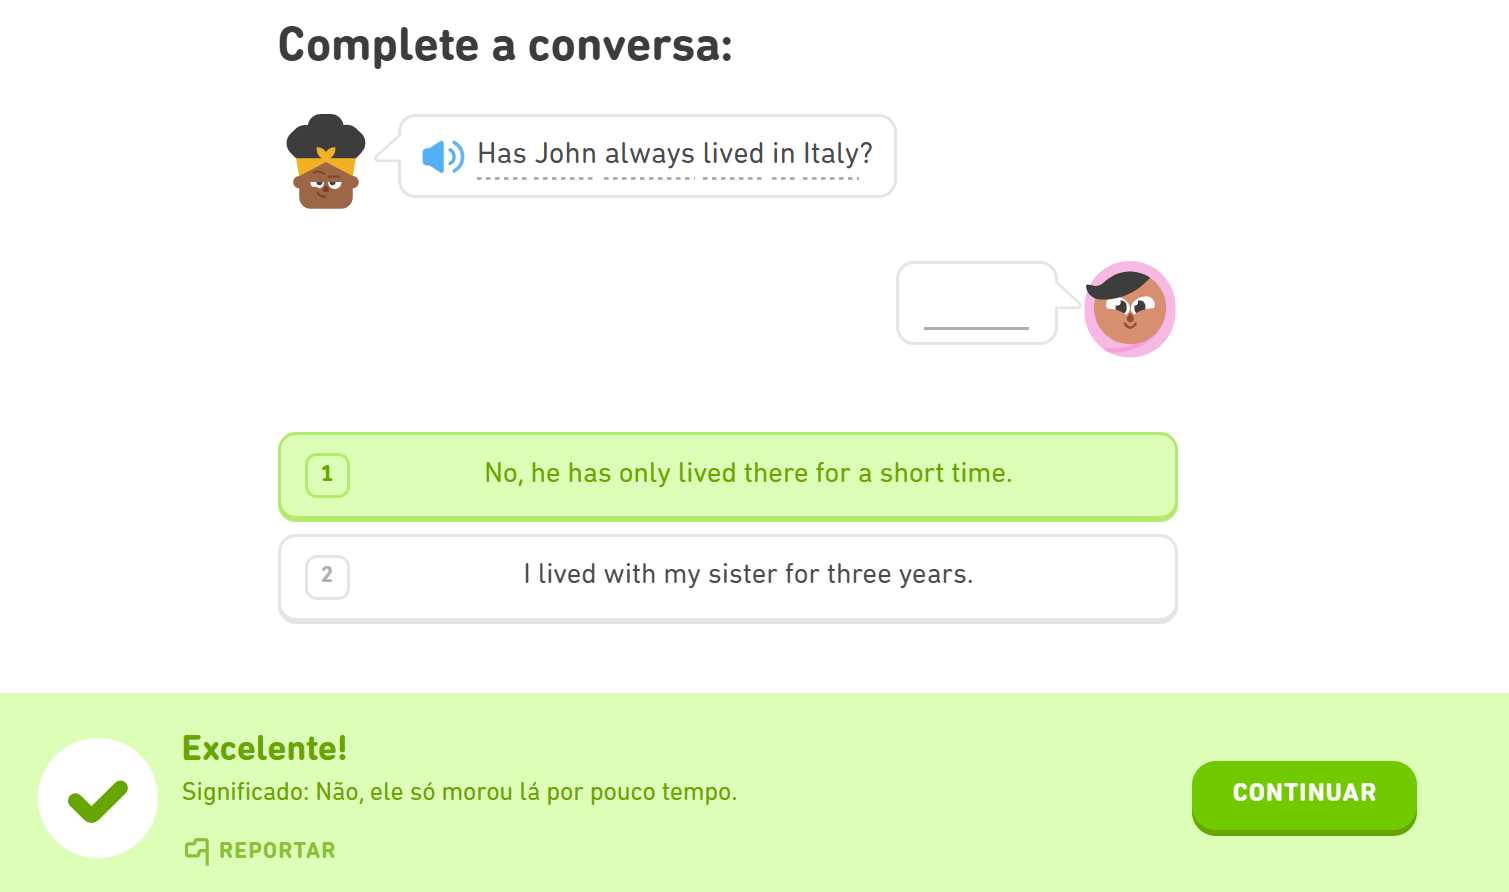 Complete a conversa:
Has John always lived in Italy?
1
No, he has only lived there for a short time.
2
I lived with my sister for three years.
Excelente!
Significado: Não, ele só morou lá por pouco tempo.
REPORTAR
CONTINUAR